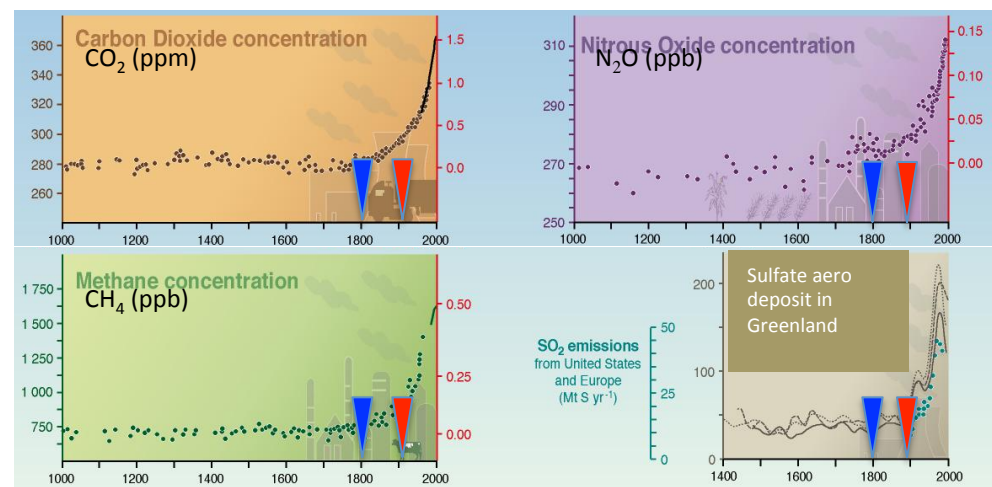 Carbon Dioxide concentration
CO2 (ppm)
360
340
320
300
280
260
1.5
1.0
0.5
0.0
1000 1200 1400 1600 1800 2000
Nitrous Oxide concentration
N2O (ppb)
310
290
270
250
0.15
0.10
0.05
0.00
1000 1200 1400 1600 1800 2000
Methane concentration
CH4 (ppb)
1 750
1 500
1 250
1 000
750
0.50
0.25
0.00
1000 1200 1400 1600 1800 2000
SO2 emissions
from United States
and Europe
(Mt S yr-1)
50
25
0
Sulfate aero
deposit in
Greenland
200
100
0
1400 1600 1800 2000